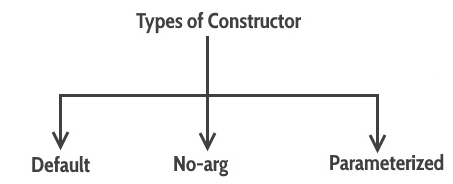 Types of Constructor
Default No-arg Parameterized